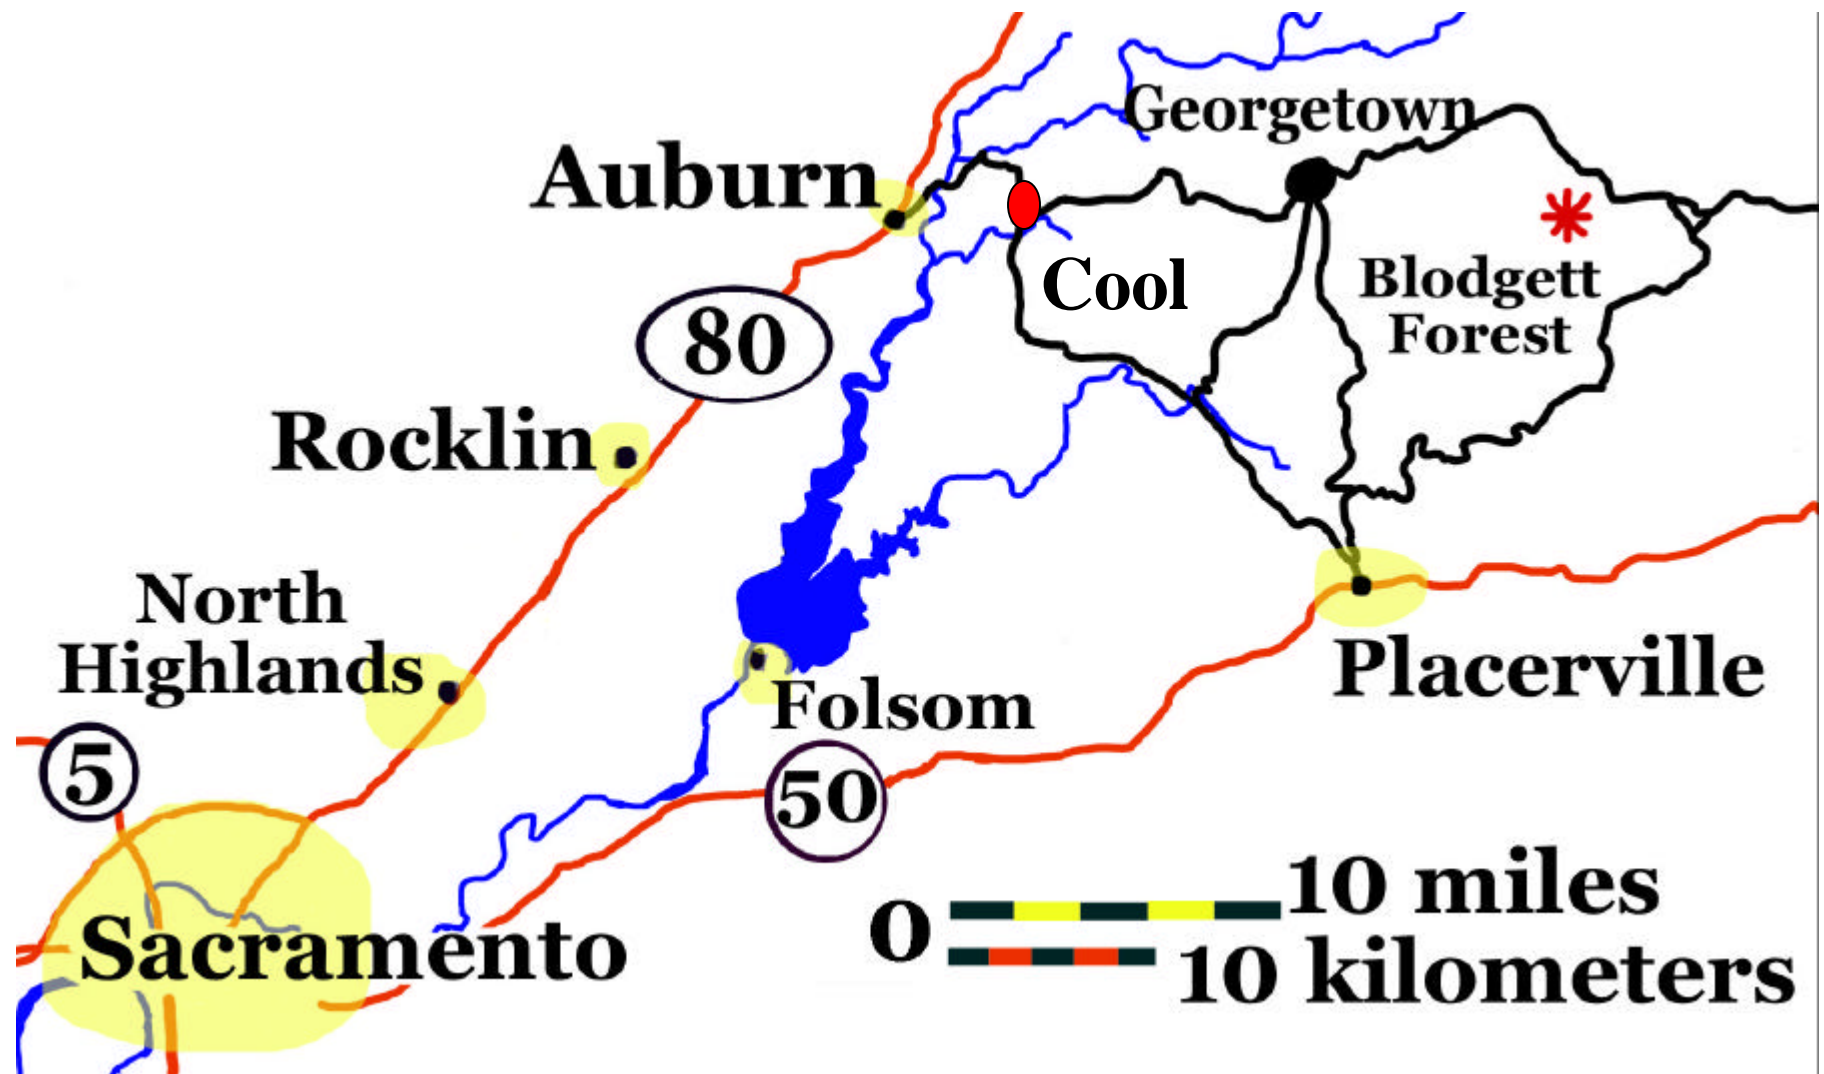 Georgetown
Auburn
Cool
Blodgett
Forest
80
Rocklin
North
Highlands
Placerville
Folsom
5
50
10 miles
0
Sacramento
10 kilometers